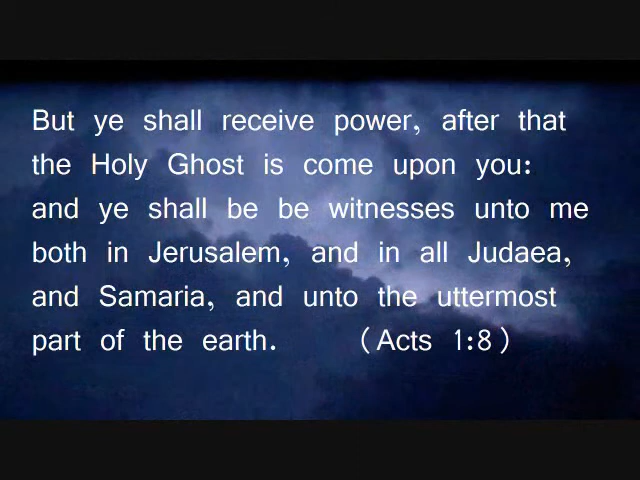 But ye shall receive power, after that
the Holy Ghost is come upon you:
and ye shall be be witnesses unto me
both in Jerusalem, and in all Judaea,
and Samaria, and unto the uttermost
part of the earth. (Acts 1:8)